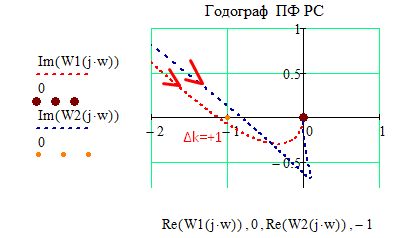 Годограф ПФ РС
Im(W1(j·w))
0
Im(W2(j·w))
0
1
0.5
−2
−1
0
1
Δk=+1
−0.5
Re(W1(j·w)) , 0 , Re(W2(j·w)) , −1